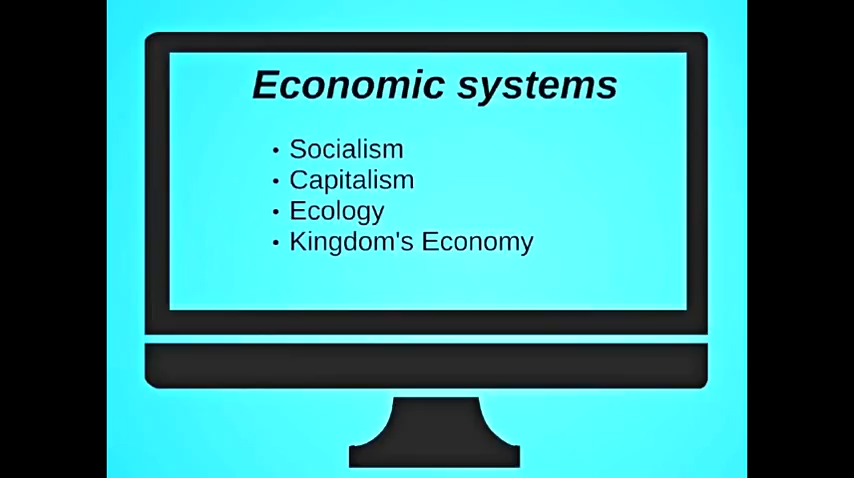 Economic systems
• Socialism
• Capitalism
• Ecology
• Kingdom's Economy